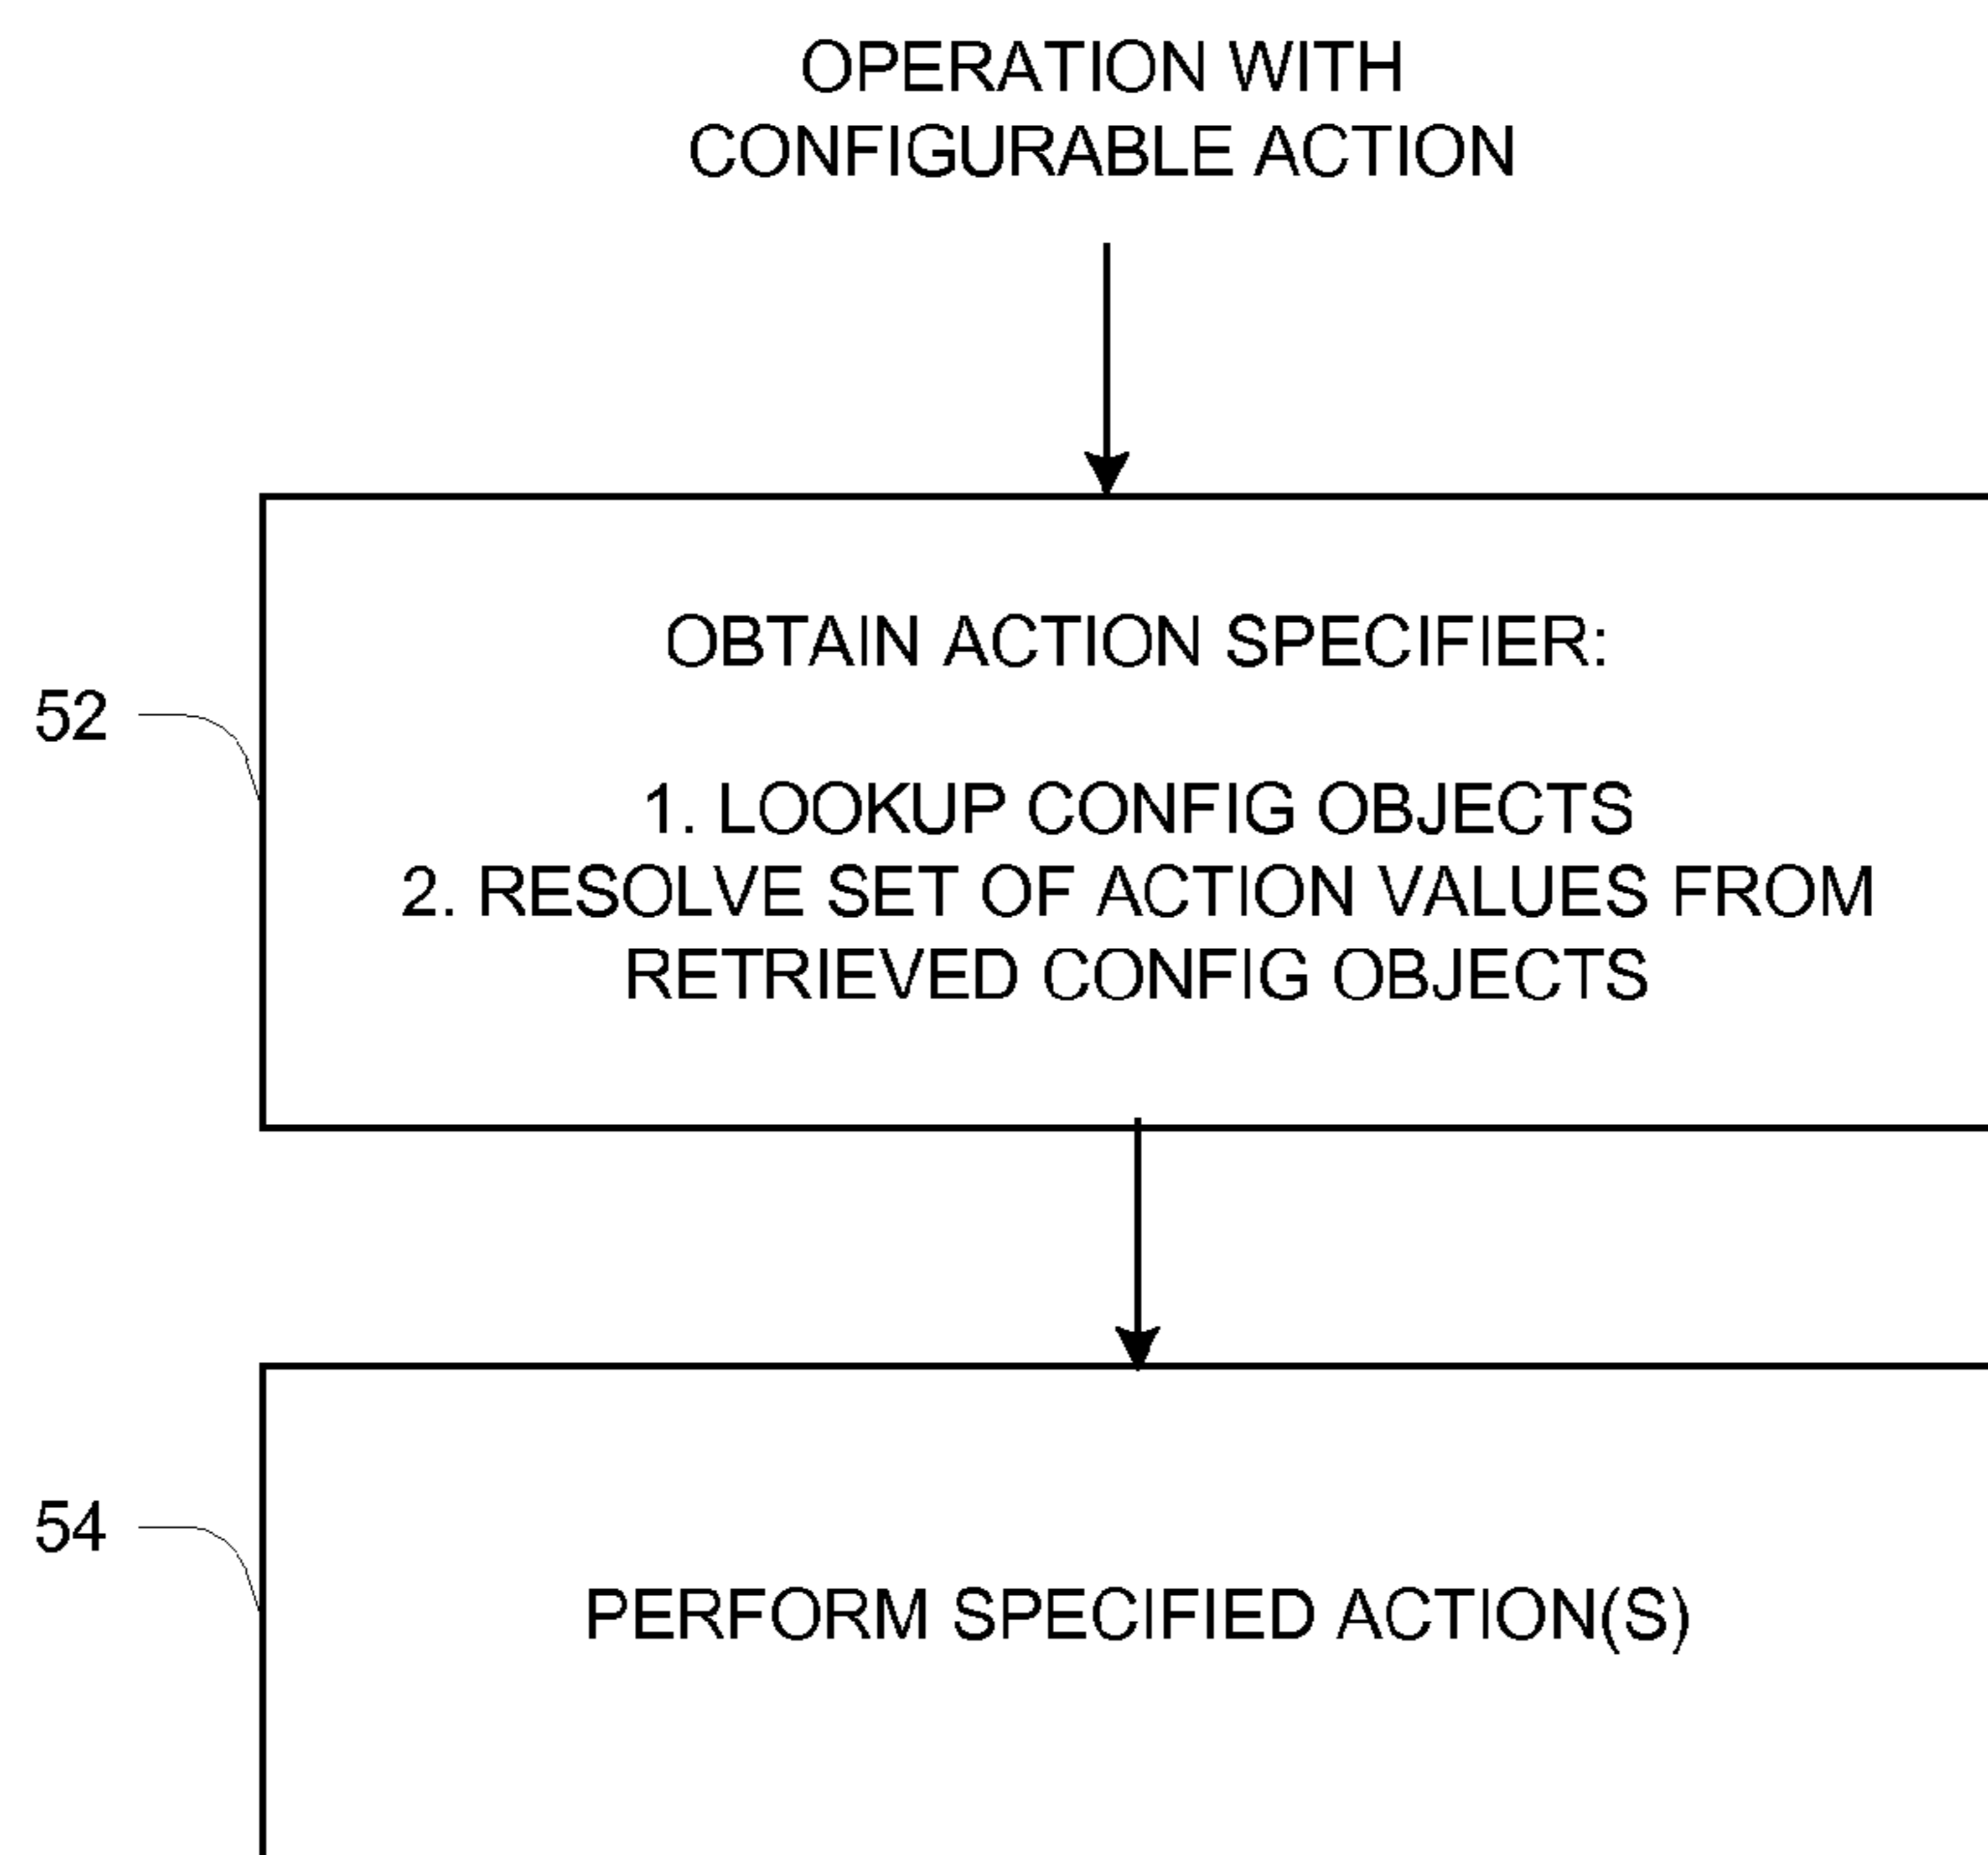 OPERATION WITH
CONFIGURABLE ACTION
52
OBTAIN ACTION SPECIFIER:
1. LOOKUP CONFIG OBJECTS
2. RESOLVE SET OF ACTION VALUES FROM
RETRIEVED CONFIG OBJECTS
54
PERFORM SPECIFIED ACTION(S)